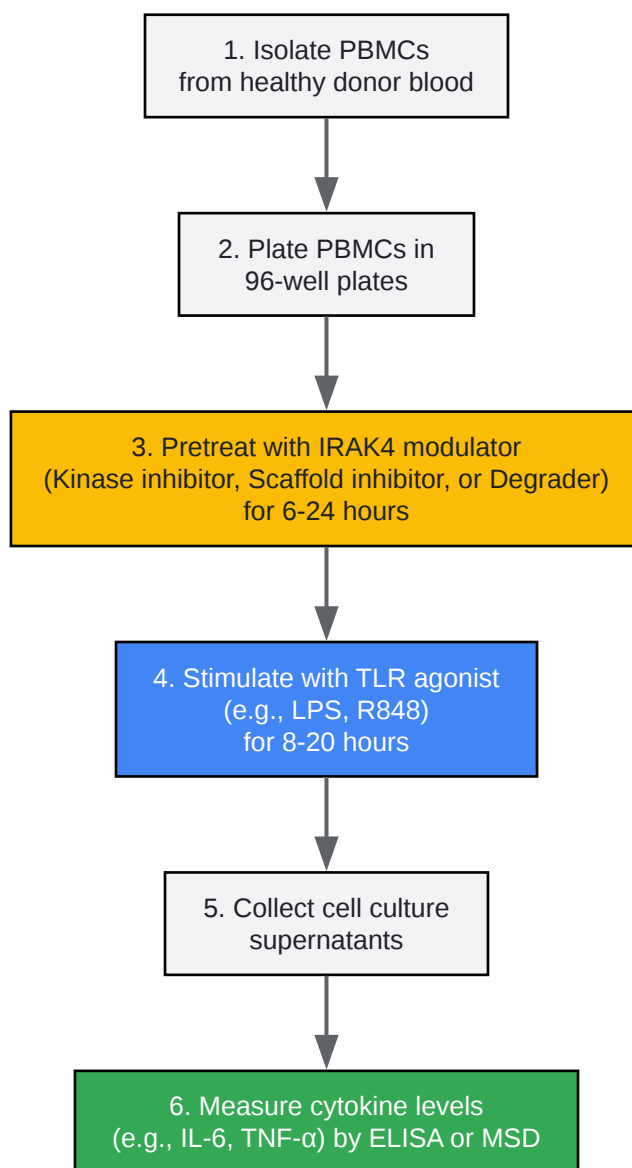 1. Isolate PBMCs
from healthy donor blood
2. Plate PBMCs in
96-well plates
3. Pretreat with IRAK4 modulator
(Kinase inhibitor, Scaffold inhibitor, or Degrader)
for 6-24 hours
4. Stimulate with TLR agonist
(e.g., LPS, R848)
for 8-20 hours
5. Collect cell culture
supernatants
6. Measure cytokine levels
(e.g., IL-6, TNF-α) by ELISA or MSD